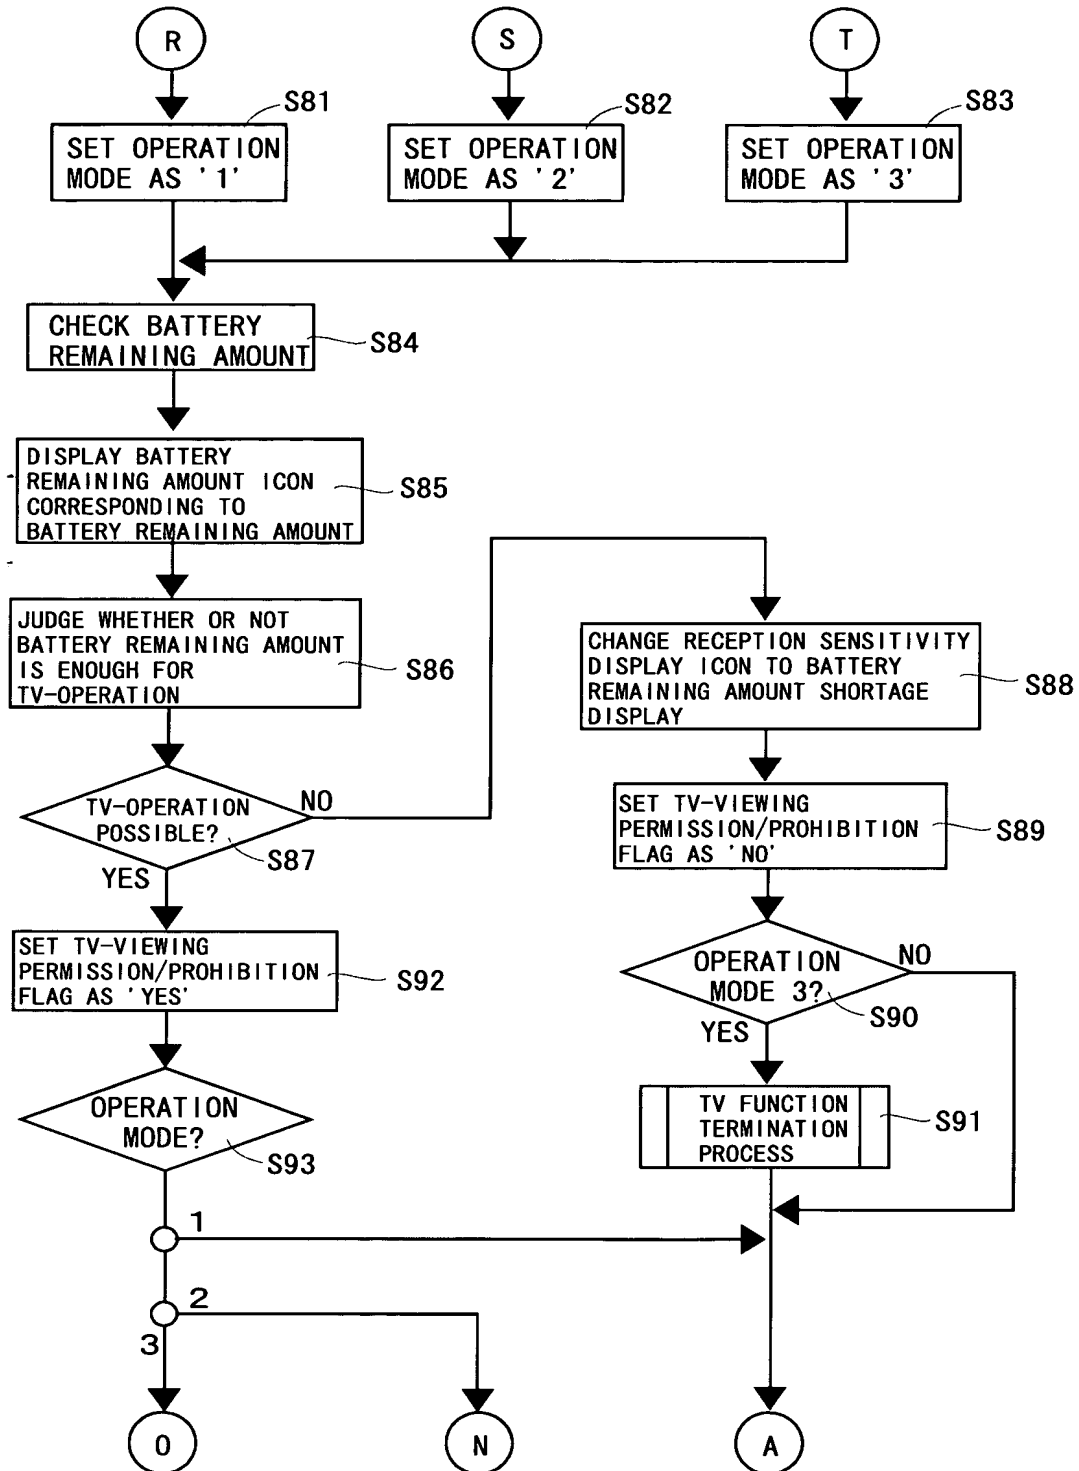 R
S
T
S81
S82
S83
SET OPERATION
MODE AS '1'
SET OPERATION
MODE AS '2'
SET OPERATION
MODE AS '3'
CHECK BATTERY
REMAINING AMOUNT
S84
DISPLAY BATTERY
REMAINING AMOUNT ICON
CORRESPONDING TO
BATTERY REMAINING AMOUNT
S85
JUDGE WHETHER OR NOT
BATTERY REMAINING AMOUNT
IS ENOUGH FOR
TV-OPERATION
S86
CHANGE RECEPTION SENSITIVITY
DISPLAY ICON TO BATTERY
REMAINING AMOUNT SHORTAGE
DISPLAY
S88
TV-OPERATION
POSSIBLE?
NO
S87
YES
SET TV-VIEWING
PERMISSION/PROHIBITION
FLAG AS 'NO'
S89
SET TV-VIEWING
PERMISSION/PROHIBITION
FLAG AS 'YES'
S92
OPERATION
MODE 3?
NO
S90
YES
OPERATION
MODE?
S93
TV FUNCTION
TERMINATION
PROCESS
S91
1
2
3
O
N
A